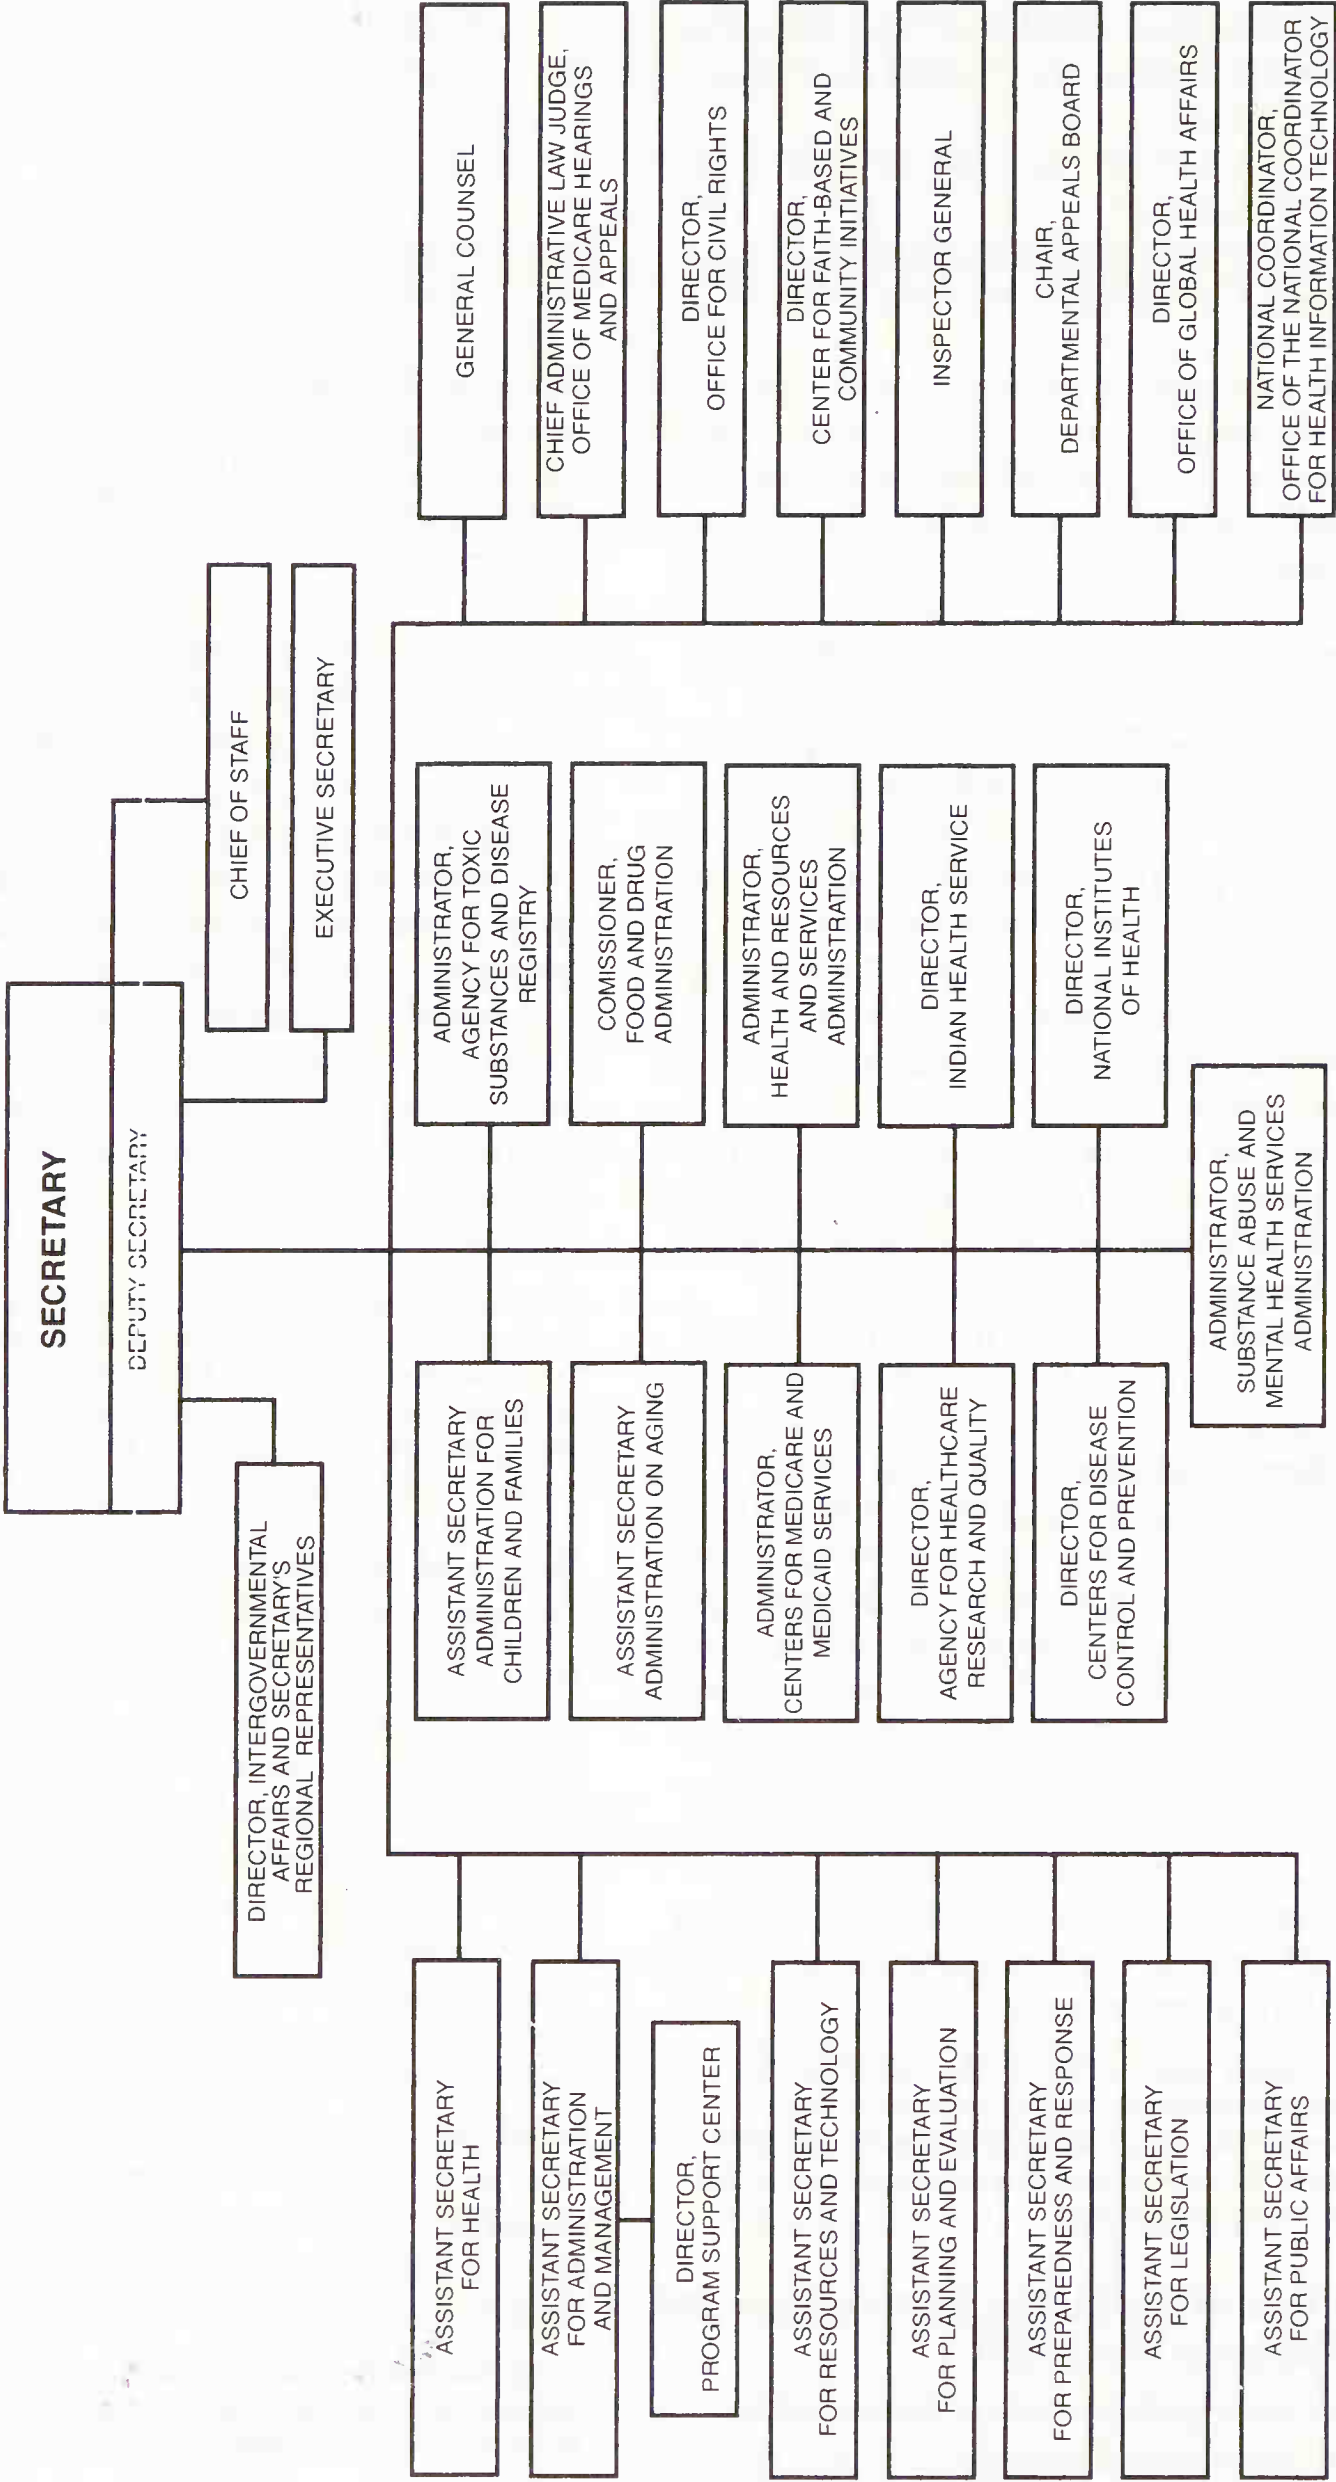 SECRETARY
DEPUTY SECRETARY
DIRECTOR, INTERGOVERNMENTAL
AFFAIRS AND SECRETARY'S
REGIONAL REPRESENTATIVES
CHIEF OF STAFF
EXECUTIVE SECRETARY
ASSISTANT SECRETARY
FOR HEALTH
ASSISTANT SECRETARY
FOR ADMINISTRATION
AND MANAGEMENT
DIRECTOR,
PROGRAM SUPPORT CENTER
ASSISTANT SECRETARY
FOR RESOURCES AND TECHNOLOGY
ASSISTANT SECRETARY
FOR PLANNING AND EVALUATION
ASSISTANT SECRETARY
FOR PREPAREDNESS AND RESPONSE
ASSISTANT SECRETARY
FOR LEGISLATION
ASSISTANT SECRETARY
FOR PUBLIC AFFAIRS
ASSISTANT SECRETARY
ADMINISTRATION FOR
CHILDREN AND FAMILIES
ASSISTANT SECRETARY
ADMINISTRATION ON AGING
ADMINISTRATOR,
CENTERS FOR MEDICARE AND
MEDICAID SERVICES
DIRECTOR,
AGENCY FOR HEALTHCARE
RESEARCH AND QUALITY
DIRECTOR,
CENTERS FOR DISEASE
CONTROL AND PREVENTION
ADMINISTRATOR,
AGENCY FOR TOXIC
SUBSTANCES AND DISEASE
REGISTRY
COMISSIONER,
FOOD AND DRUG
ADMINISTRATION
ADMINISTRATOR,
HEALTH AND RESOURCES
AND SERVICES
ADMINISTRATION
DIRECTOR,
INDIAN HEALTH SERVICE
DIRECTOR,
NATIONAL INSTITUTES
OF HEALTH
ADMINISTRATOR,
SUBSTANCE ABUSE AND
MENTAL HEALTH SERVICES
ADMINISTRATION
GENERAL COUNSEL
CHIEF ADMINISTRATIVE LAW JUDGE,
OFFICE OF MEDICARE HEARINGS
AND APPEALS
DIRECTOR,
OFFICE FOR CIVIL RIGHTS
DIRECTOR,
CENTER FOR FAITH-BASED AND
COMMUNITY INITIATIVES
INSPECTOR GENERAL
CHAIR,
DEPARTMENTAL APPEALS BOARD
DIRECTOR,
OFFICE OF GLOBAL HEALTH AFFAIRS
NATIONAL COORDINATOR,
OFFICE OF THE NATIONAL COORDINATOR
FOR HEALTH INFORMATION TECHNOLOGY